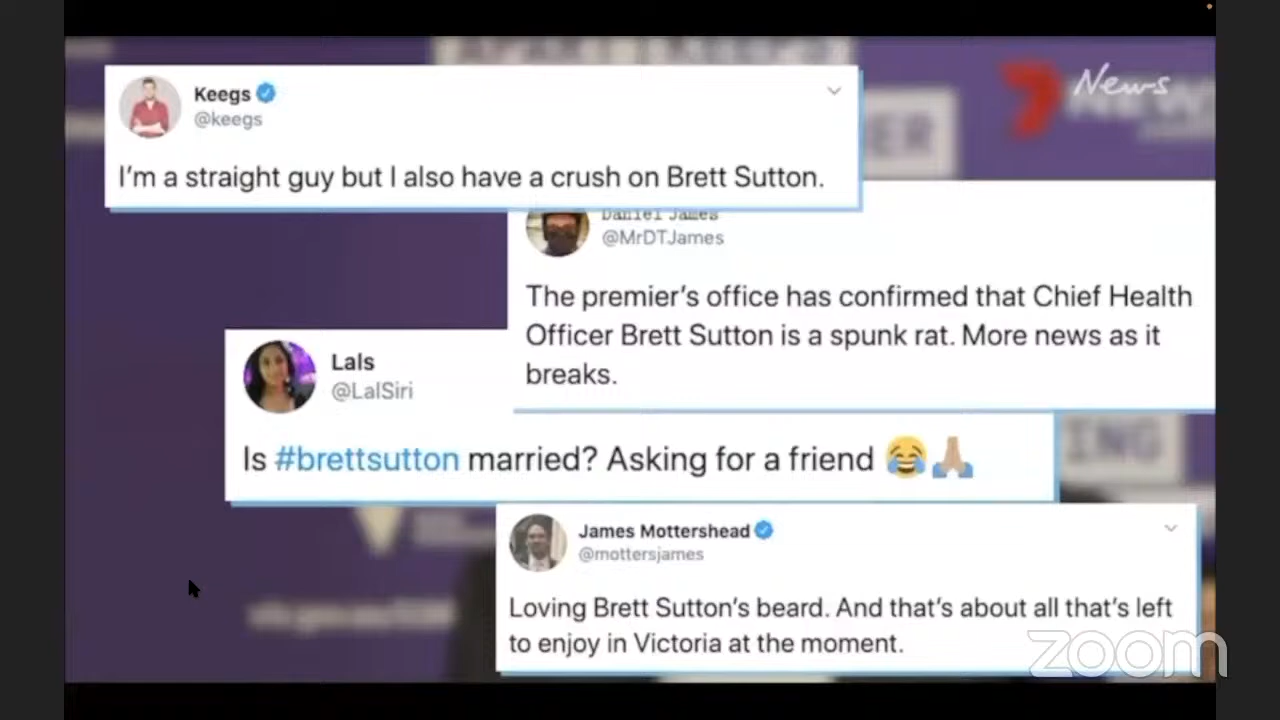 7 News
Keegs
@keegs
I'm a straight guy but I also have a crush on Brett Sutton.
Daniel James
@MrDTJames
The premier's office has confirmed that Chief Health
Officer Brett Sutton is a spunk rat. More news as it
breaks.
Lals
@LalSiri
Is #brettsutton married? Asking for a friend 😂🙏🏼
James Mottershead
@mottersjames
Loving Brett Sutton's beard. And that's about all that's left
to enjoy in Victoria at the moment.
zoom